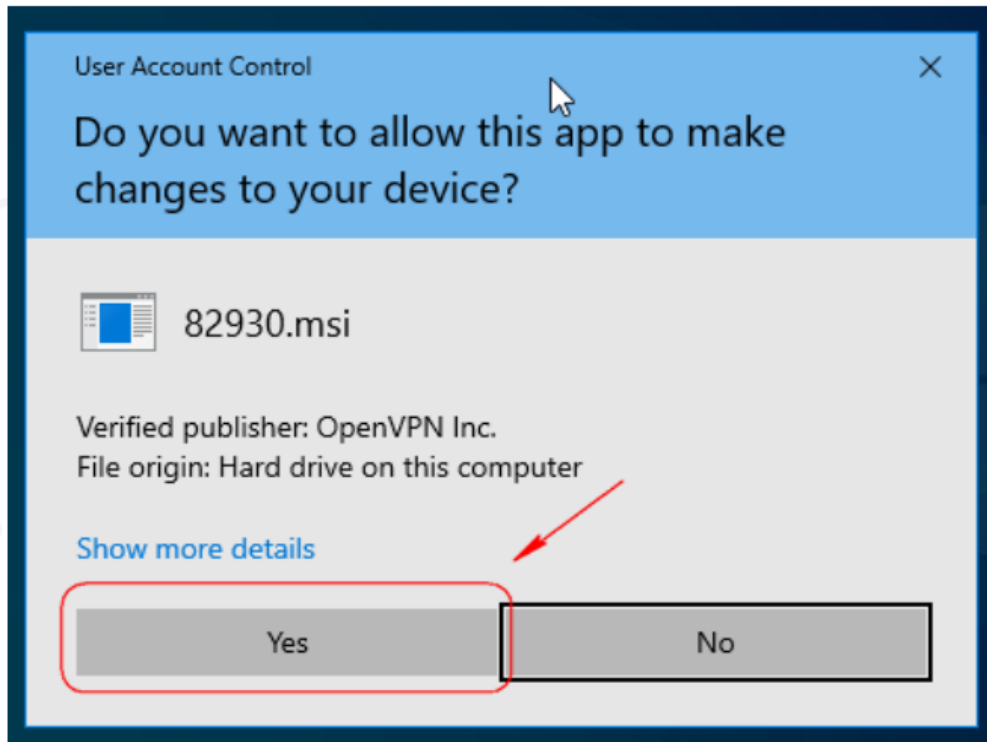 User Account Control
Do you want to allow this app to make
changes to your device?
82930.msi
Verified publisher: OpenVPN Inc.
File origin: Hard drive on this computer
Show more details
Yes
No